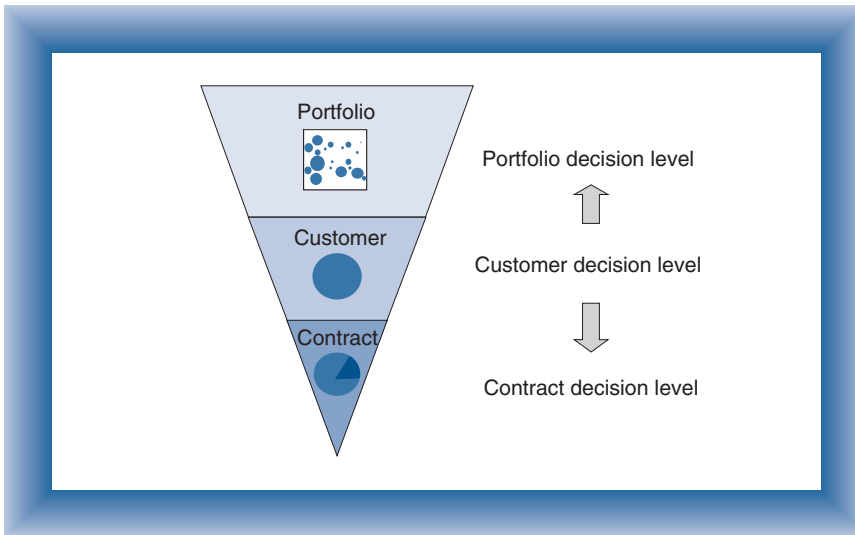 Portfolio
Portfolio decision level
Customer
Customer decision level
Contract
Contract decision level